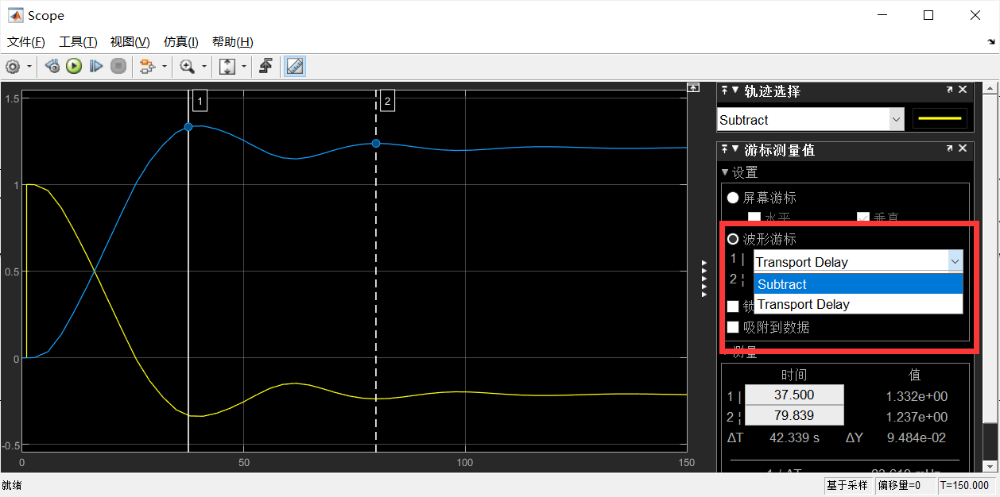 Scope
文件(F) 工具(T) 视图(V) 仿真(I) 帮助(H)
1 2
1.5
1
0.5
0
-0.5
0 50 100 150
轨迹选择
Subtract
游标测量值
设置
屏幕游标
水平 垂直
波形游标
1 | Transport Delay
2 ¦ Subtract
Transport Delay
锁
吸附到数据
测量
时间 值
1 | 37.500 1.332e+00
2 ¦ 79.839 1.237e+00
ΔT 42.339 s ΔY 9.484e-02
1 / ΔT 23.619 mHz
就绪 基于采样 偏移量=0 T=150.000